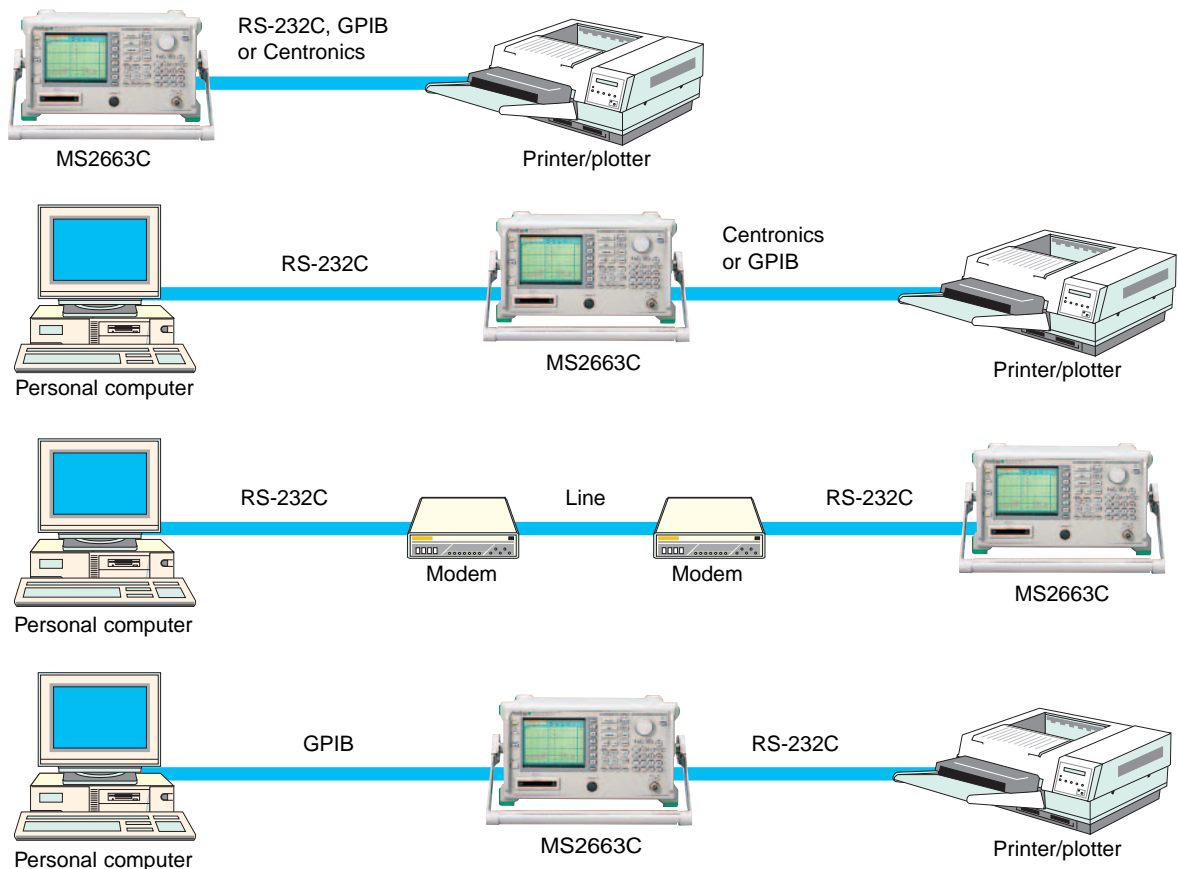 RS-232C, GPIB
or Centronics
MS2663C
Printer/plotter
RS-232C
Centronics
or GPIB
Personal computer
MS2663C
Printer/plotter
RS-232C
Line
RS-232C
Modem
Modem
MS2663C
Personal computer
GPIB
RS-232C
MS2663C
Personal computer
Printer/plotter